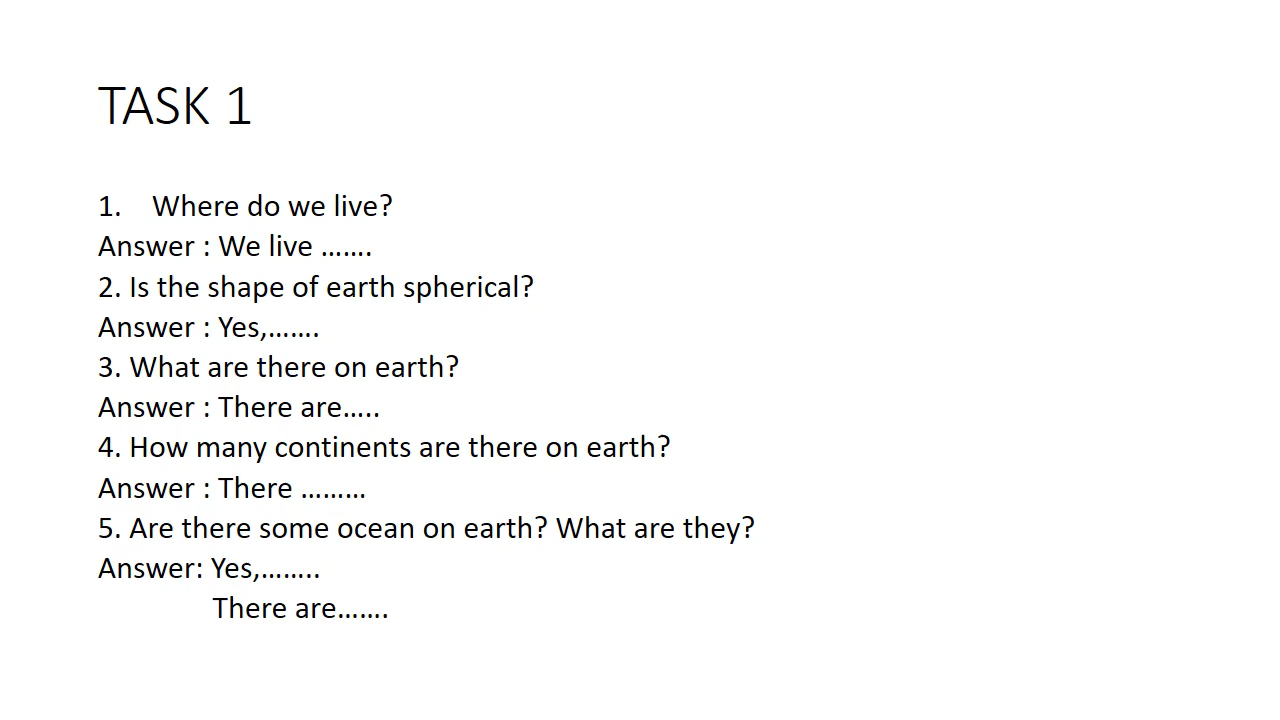 TASK 1
1. Where do we live?
Answer : We live …….
2. Is the shape of earth spherical?
Answer : Yes,…….
3. What are there on earth?
Answer : There are…..
4. How many continents are there on earth?
Answer : There ………
5. Are there some ocean on earth? What are they?
Answer: Yes,……..
There are…….